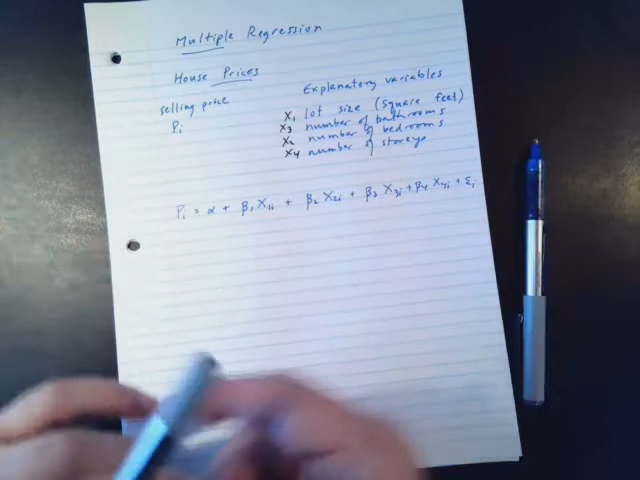 Multiple Regression
House Prices
Explanatory variables
selling price
Pᵢ
X₁ lot size (square feet)
X₃ number of bathrooms
X₂ number of bedrooms
X₄ number of storeys
Pᵢ = α + β₁ X₁ᵢ + β₂ X₂ᵢ + β₃ X₃ᵢ + β₄ X₄ᵢ + εᵢ